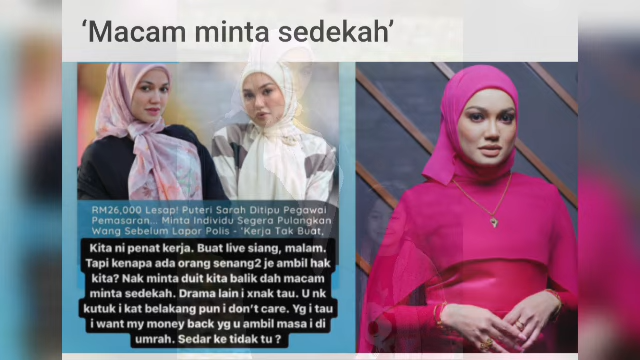 ‘Macam minta sedekah’
RM26,000 Lesap! Puteri Sarah Ditipu Pegawai
Pemasaran... Minta Individu Segera Pulangkan
Wang Sebelum Lapor Polis - ‘Kerja Tak Buat,
Kita ni penat kerja. Buat live siang, malam.
Tapi kenapa ada orang senang2 je ambil hak
kita? Nak minta duit kita balik dah macam
minta sedekah. Drama lain i xnak tau. U nk
kutuk i kat belakang pun i don’t care. Yg i tau
i want my money back yg u ambil masa i di
umrah. Sedar ke tidak tu ?